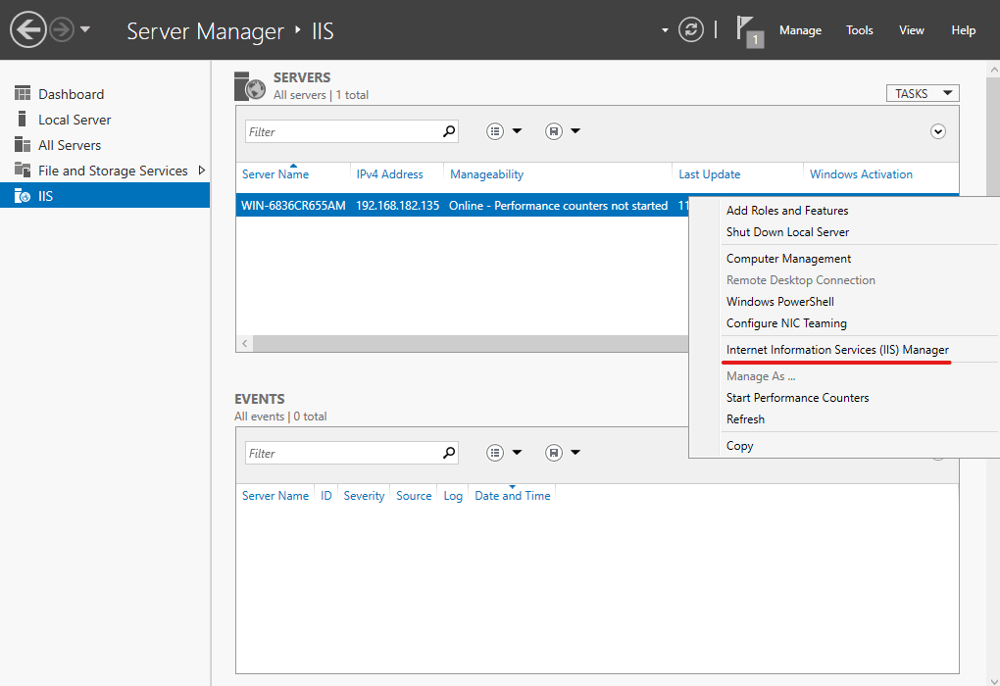 Server Manager ‣ IIS
1
Manage
Tools
View
Help
Dashboard
Local Server
All Servers
File and Storage Services
IIS
SERVERS
All servers | 1 total
TASKS
Filter
Server Name
IPv4 Address
Manageability
Last Update
Windows Activation
WIN-6836CR655AM 192.168.182.135 Online - Performance counters not started 11
Add Roles and Features
Shut Down Local Server
Computer Management
Remote Desktop Connection
Windows PowerShell
Configure NIC Teaming
Internet Information Services (IIS) Manager
Manage As ...
Start Performance Counters
Refresh
Copy
EVENTS
All events | 0 total
Filter
Server Name
ID
Severity
Source
Log
Date and Time